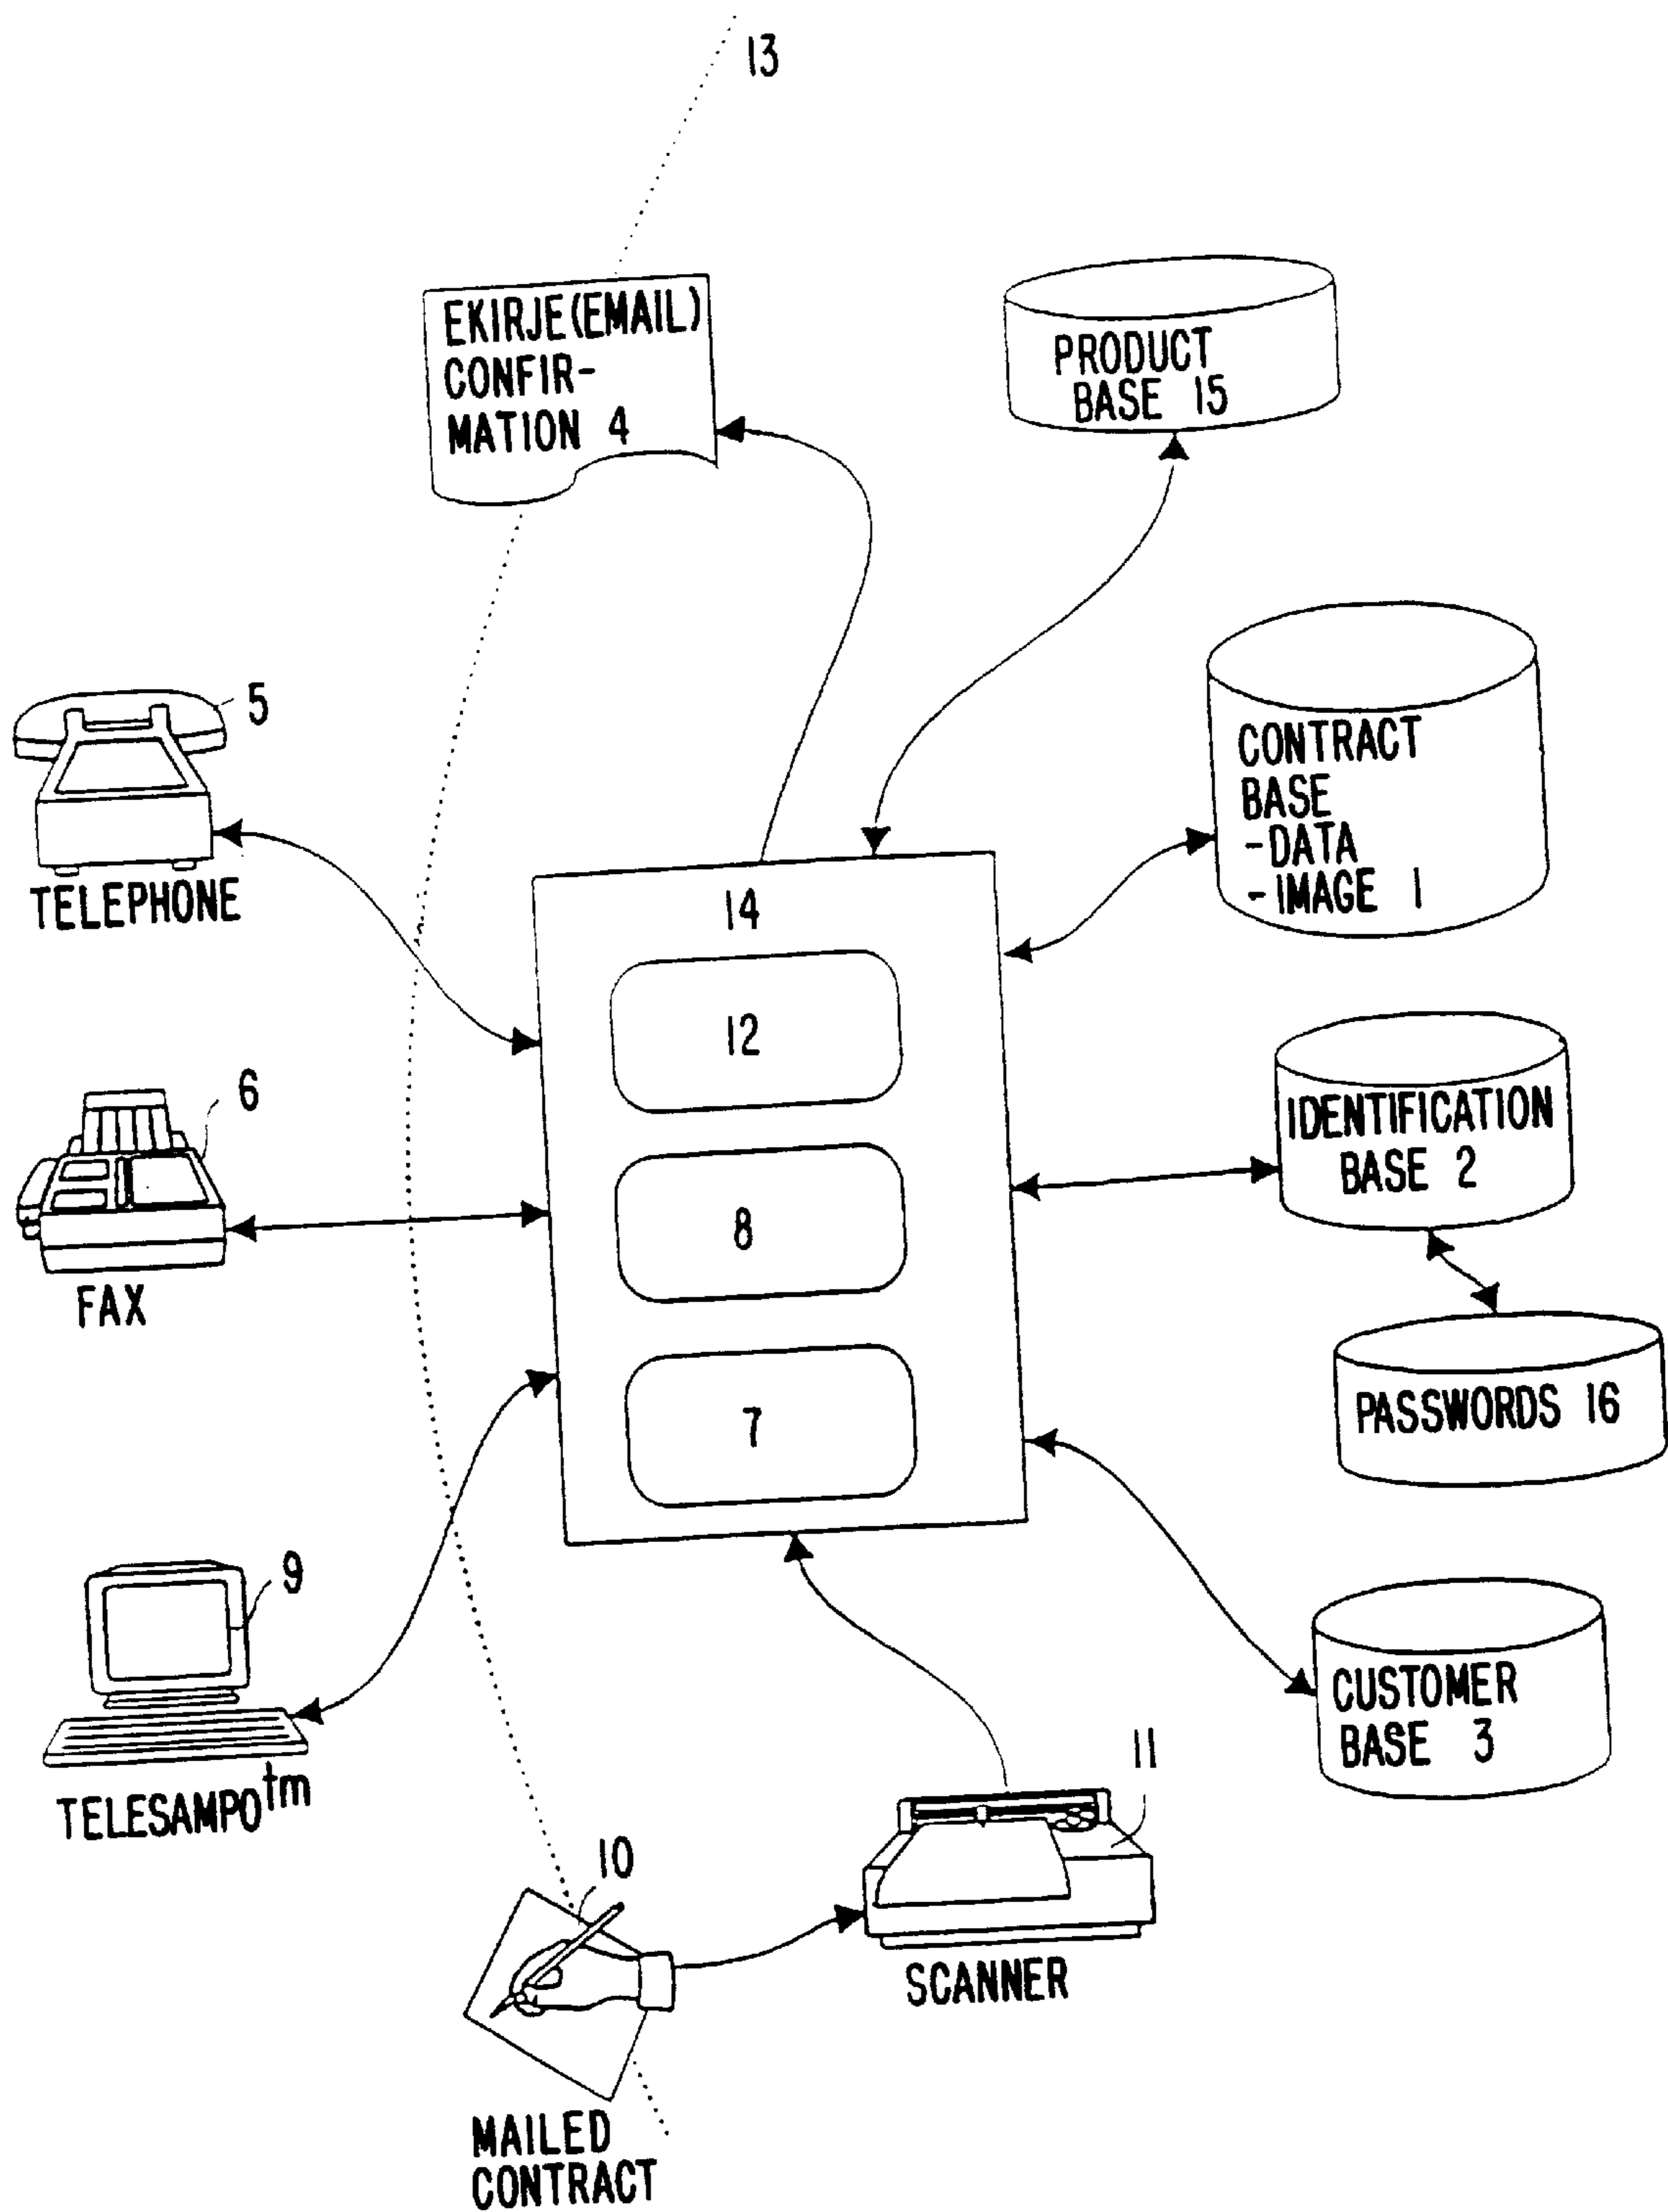 13
EKIRJE(EMAIL)
CONFIR-
MATION 4
PRODUCT
BASE 15
5
TELEPHONE
CONTRACT
BASE
-DATA
-IMAGE 1
14
12
6
FAX
8
IDENTIFICATION
BASE 2
7
PASSWORDS 16
9
TELESAMPO™
CUSTOMER
BASE 3
10
MAILED
CONTRACT
11
SCANNER